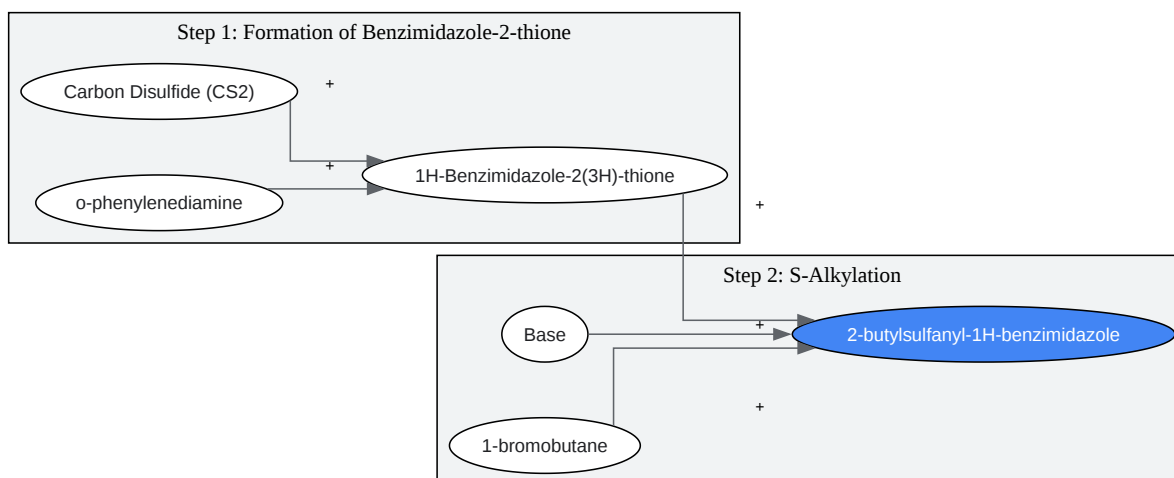 Step 1: Formation of Benzimidazole-2-thione
Carbon Disulfide (CS2)
+
+
1H-Benzimidazole-2(3H)-thione
o-phenylenediamine
+
Step 2: S-Alkylation
Base
+
2-butylsulfanyl-1H-benzimidazole
+
1-bromobutane